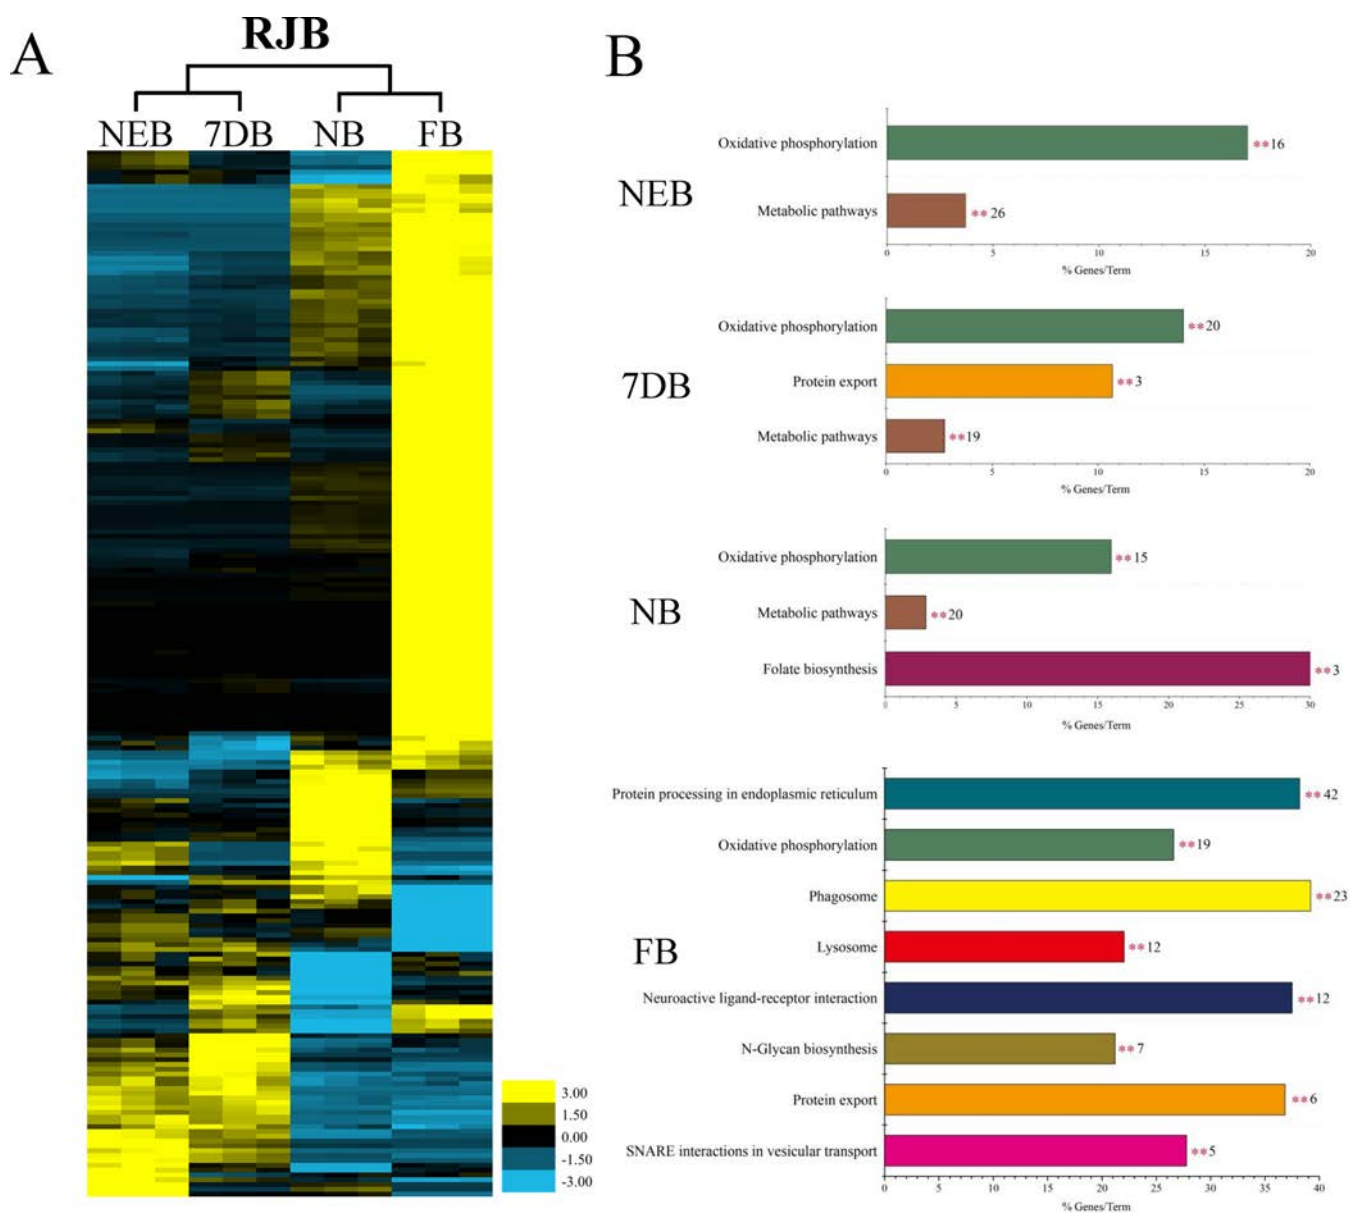 A
RJB
NEB 7DB NB FB
3.00
1.50
0.00
-1.50
-3.00
B
NEB
Oxidative phosphorylation **16
Metabolic pathways **26
0 5 10 15 20
% Genes/Term
7DB
Oxidative phosphorylation **20
Protein export **3
Metabolic pathways **19
0 5 10 15 20
% Genes/Term
NB
Oxidative phosphorylation **15
Metabolic pathways **20
Folate biosynthesis **3
0 5 10 15 20 25 30
% Genes/Term
FB
Protein processing in endoplasmic reticulum **42
Oxidative phosphorylation **19
Phagosome **23
Lysosome **12
Neuroactive ligand-receptor interaction **12
N-Glycan biosynthesis **7
Protein export **6
SNARE interactions in vesicular transport **5
0 5 10 15 20 25 30 35 40
% Genes/Term